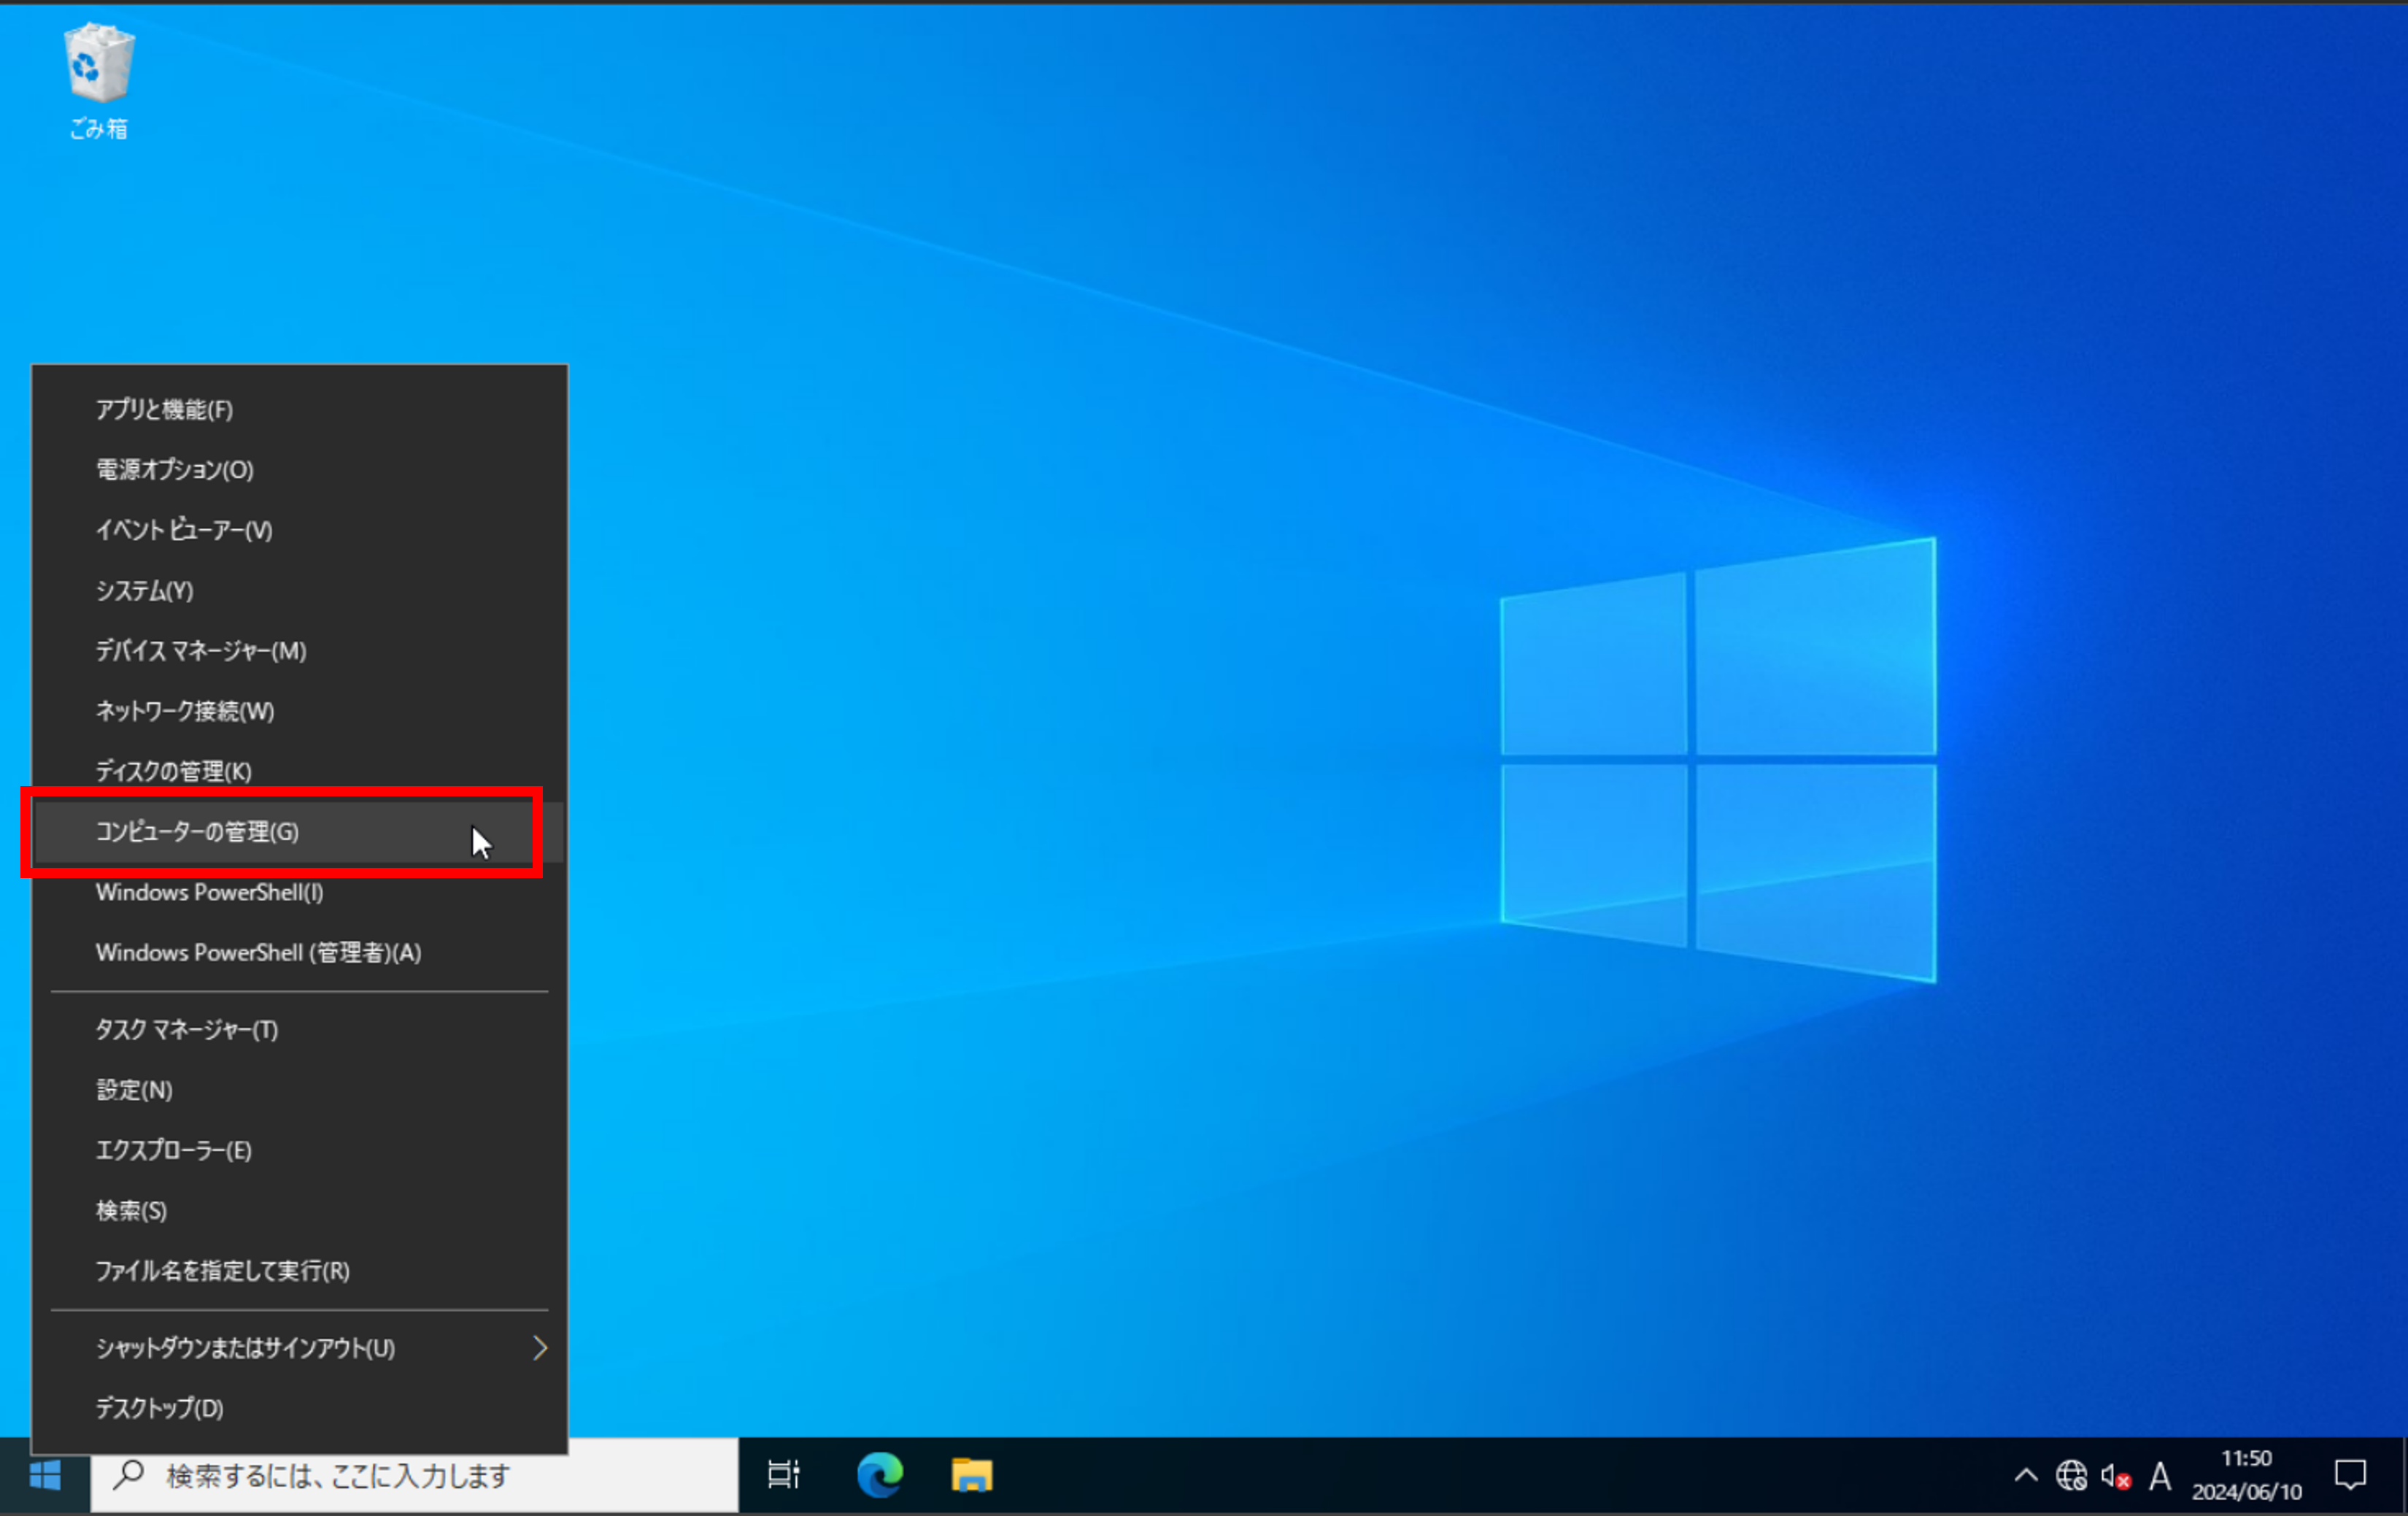 ごみ箱
アプリと機能(F)
電源オプション(O)
イベント ビューアー(V)
システム(Y)
デバイス マネージャー(M)
ネットワーク接続(W)
ディスクの管理(K)
コンピューターの管理(G)
Windows PowerShell(I)
Windows PowerShell (管理者)(A)
タスク マネージャー(T)
設定(N)
エクスプローラー(E)
検索(S)
ファイル名を指定して実行(R)
シャットダウンまたはサインアウト(U)
デスクトップ(D)
検索するには、ここに入力します
A
11:50
2024/06/10